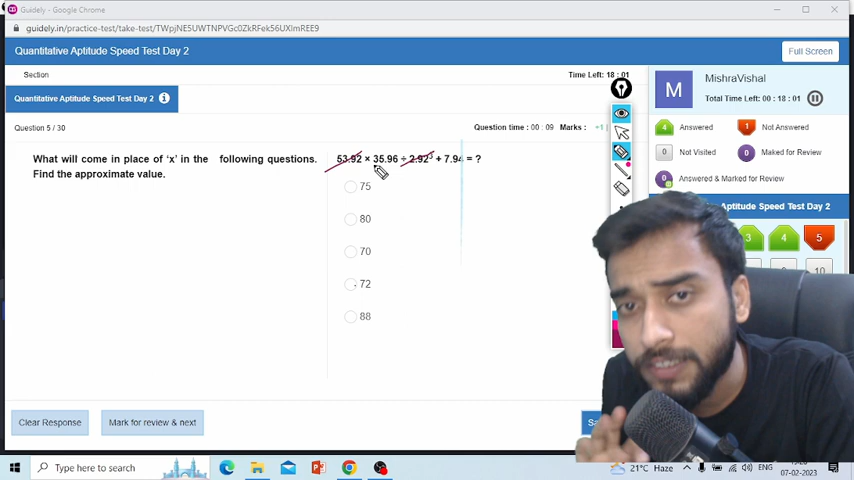 Guidely - Google Chrome
guidely.in/practice-test/take-test/TWpjNE5UWTNPVGc0ZkRFek56UXlmREE9
Quantitative Aptitude Speed Test Day 2
Full Screen
Section
Time Left: 18 : 01
Quantitative Aptitude Speed Test Day 2 i
M
MishraVishal
Total Time Left: 00 : 18 : 01
Question 5 / 30
Question time : 00 : 09
Marks :
+1
4 Answered
1 Not Answered
0 Not Visited
0 Maked for Review
0 Answered & Marked for Review
What will come in place of 'x' in the following questions.
Find the approximate value.
53.92 × 35.96 ÷ 2.92³ + 7.94 = ?
75
80
70
72
88
Aptitude Speed Test Day 2
3
4
5
10
Clear Response
Mark for review & next
Type here to search
21°C Haze
ENG
07-02-2023